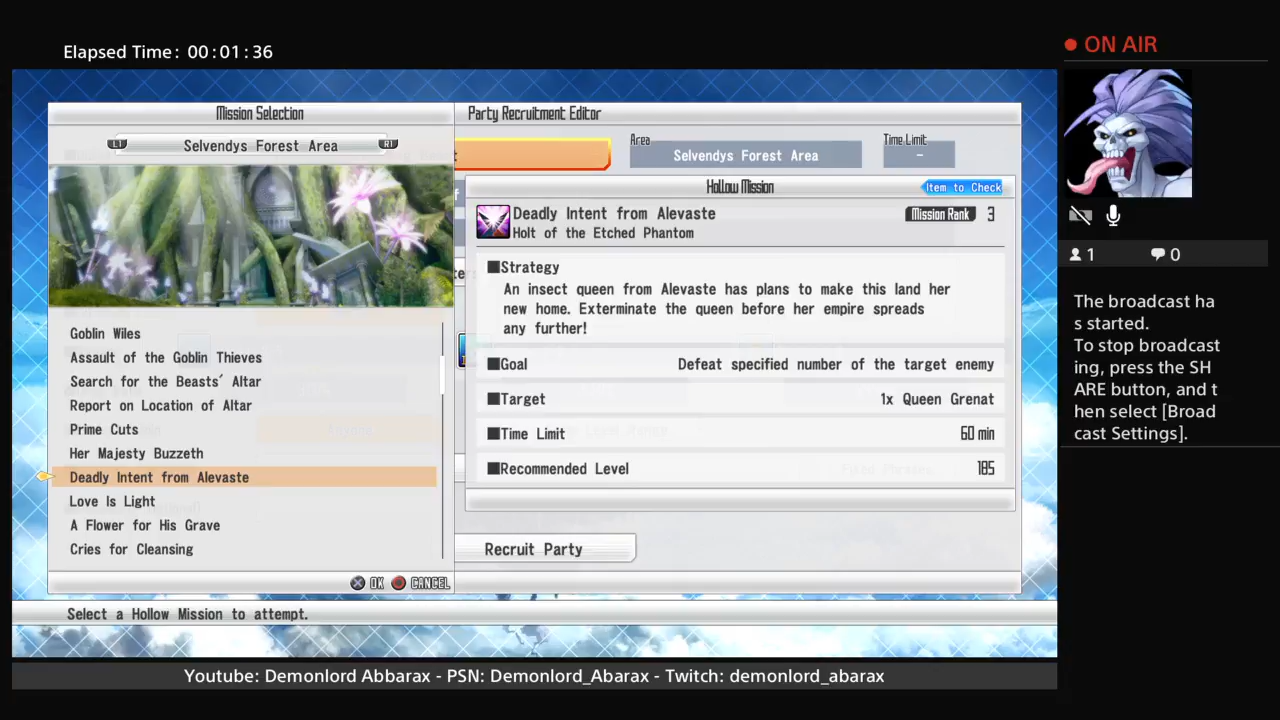 Elapsed Time: 00:01:36
ON AIR
Mission Selection
Party Recruitment Editor
L1 Selvendys Forest Area R1
Area
Selvendys Forest Area
Time Limit
-
Hollow Mission
Item to Check
Deadly Intent from Alevaste
Mission Rank 3
Holt of the Etched Phantom
■Strategy
An insect queen from Alevaste has plans to make this land her
new home. Exterminate the queen before her empire spreads
any further!
■Goal Defeat specified number of the target enemy
■Target 1x Queen Grenat
■Time Limit 60 min
■Recommended Level 185
Goblin Wiles
Assault of the Goblin Thieves
Search for the Beasts' Altar
Report on Location of Altar
Prime Cuts
Her Majesty Buzzeth
Deadly Intent from Alevaste
Love Is Light
A Flower for His Grave
Cries for Cleansing
Recruit Party
OK CANCEL
Select a Hollow Mission to attempt.
Youtube: Demonlord Abbarax - PSN: Demonlord_Abarax - Twitch: demonlord_abarax
1 0
The broadcast ha
s started.
To stop broadcast
ing, press the SH
ARE button, and t
hen select [Broad
cast Settings].